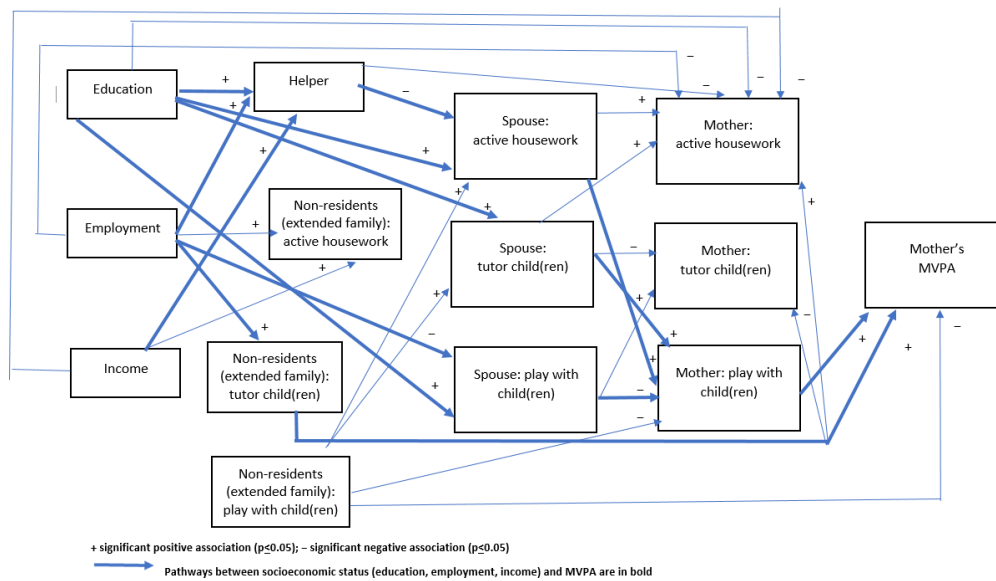 Education
Helper
Spouse:
active housework
Mother:
active housework
Employment
Non-residents
(extended family):
active housework
Spouse:
tutor child(ren)
Mother:
tutor child(ren)
Mother's
MVPA
Income
Non-residents
(extended family):
tutor child(ren)
Spouse: play with
child(ren)
Mother: play with
child(ren)
Non-residents
(extended family):
play with child(ren)
+ significant positive association (p≤0.05); – significant negative association (p≤0.05)
Pathways between socioeconomic status (education, employment, income) and MVPA are in bold